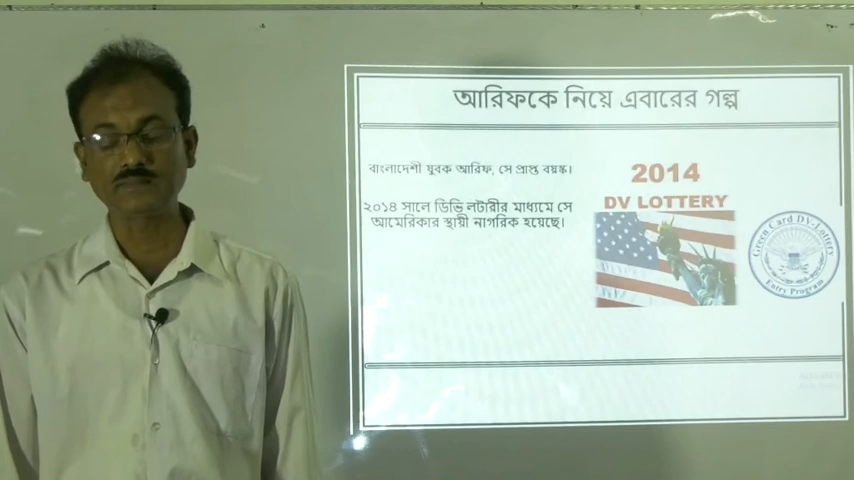 আরিফকে নিয়ে এবারের গল্প
বাংলাদেশী যুবক আরিফ, সে প্রাপ্ত বয়স্ক।
২০১৪ সালে ডিভি লটারীর মাধ্যমে সে
আমেরিকার স্থায়ী নাগরিক হয়েছে।
2014
DV LOTTERY
Green Card DV-Lottery
Entry Program